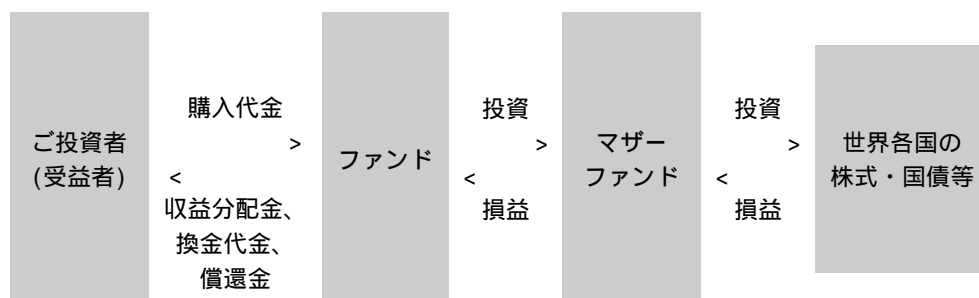 ご投資者
(受益者)
購入代金
>
<
収益分配金、
換金代金、
償還金
ファンド
投資
>
<
損益
マザー
ファンド
投資
>
<
損益
世界各国の
株式・国債等